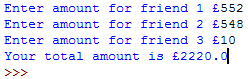 Enter amount for friend 1 £552
Enter amount for friend 2 £548
Enter amount for friend 3 £10
Your total amount is £2220.0
>>>